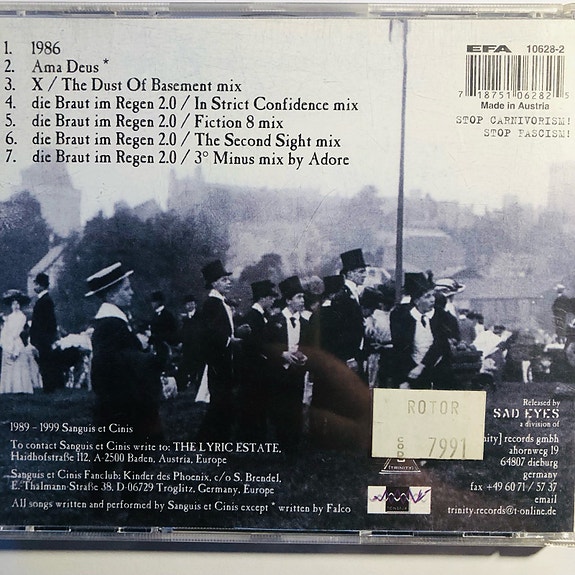 1. 1986
2. Ama Deus *
3. X / The Dust Of Basement mix
4. die Braut im Regen 2.0 / In Strict Confidence mix
5. die Braut im Regen 2.0 / Fiction 8 mix
6. die Braut im Regen 2.0 / The Second Sight mix
7. die Braut im Regen 2.0 / 3° Minus mix by Adore
EFA 10628-2
7 18751 06282 5
Made in Austria
STOP CARNIVORISM!
STOP FASCISM!
1989 - 1999 Sanguis et Cinis
To contact Sanguis et Cinis write to: THE LYRIC ESTATE,
Haidhofstraße 112, A-2500 Baden, Austria, Europe
Sanguis et Cinis Fanclub: Kinder des Phoenix, c/o S. Brendel,
E.-Thalmann-Straße 38, D-06729 Tröglitz, Germany, Europe
All songs written and performed by Sanguis et Cinis except * written by Falco
ROTOR
COD 7991
TRINITY
Released by
SAD EYES
a division of
records gmbh
ahornweg 19
64807 dieburg
germany
fax +49 60 71 / 57 37
email
trinity.records@t-online.de